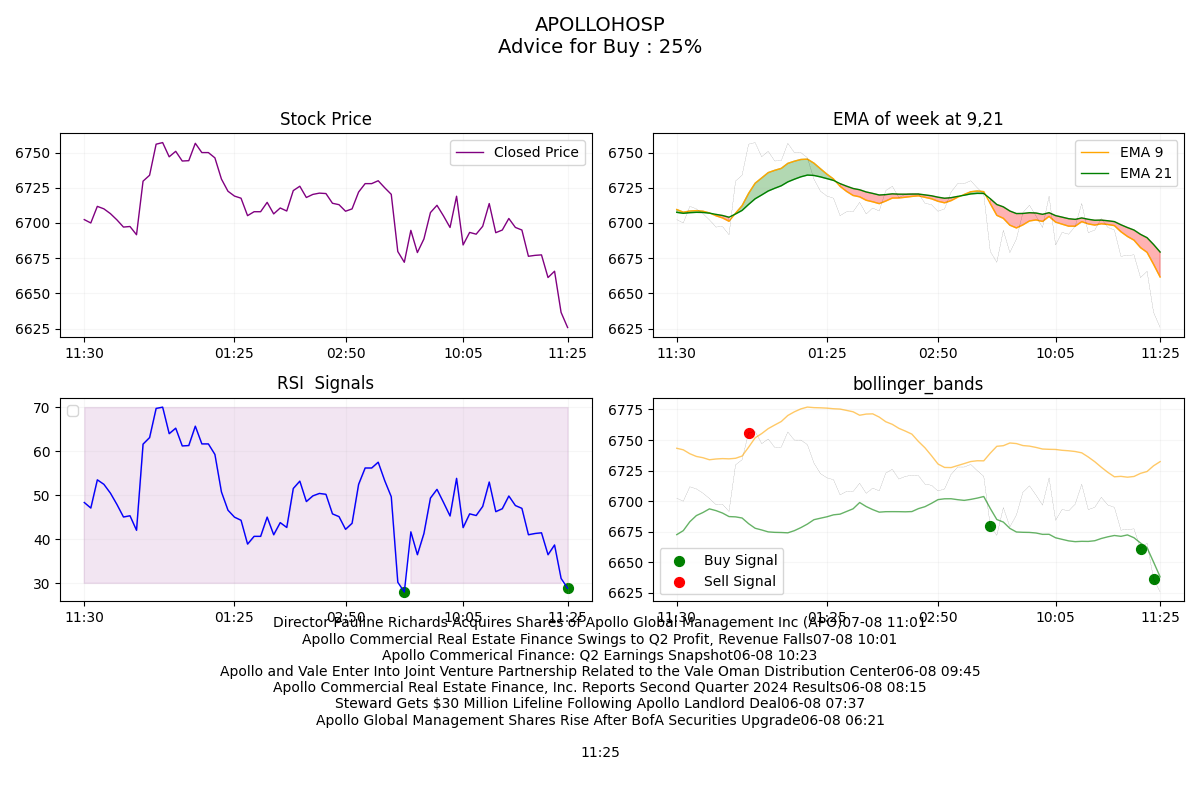 APOLLOHOSP
Advice for Buy : 25%
Stock Price
6750
6725
6700
6675
6650
6625
Closed Price
11:30 01:25 02:50 10:05 11:25
EMA of week at 9,21
6750
6725
6700
6675
6650
6625
EMA 9
EMA 21
11:30 01:25 02:50 10:05 11:25
RSI  Signals
70
60
50
40
30
11:30 01:25 02:50 10:05 11:25
bollinger_bands
6775
6750
6725
6700
6675
6650
6625
Buy Signal
Sell Signal
11:30 01:25 02:50 10:05 11:25
Director Pauline Richards Acquires Shares of Apollo Global Management Inc (APO)07-08 11:01
Apollo Commercial Real Estate Finance Swings to Q2 Profit, Revenue Falls07-08 10:01
Apollo Commerical Finance: Q2 Earnings Snapshot06-08 10:23
Apollo and Vale Enter Into Joint Venture Partnership Related to the Vale Oman Distribution Center06-08 09:45
Apollo Commercial Real Estate Finance, Inc. Reports Second Quarter 2024 Results06-08 08:15
Steward Gets $30 Million Lifeline Following Apollo Landlord Deal06-08 07:37
Apollo Global Management Shares Rise After BofA Securities Upgrade06-08 06:21
11:25